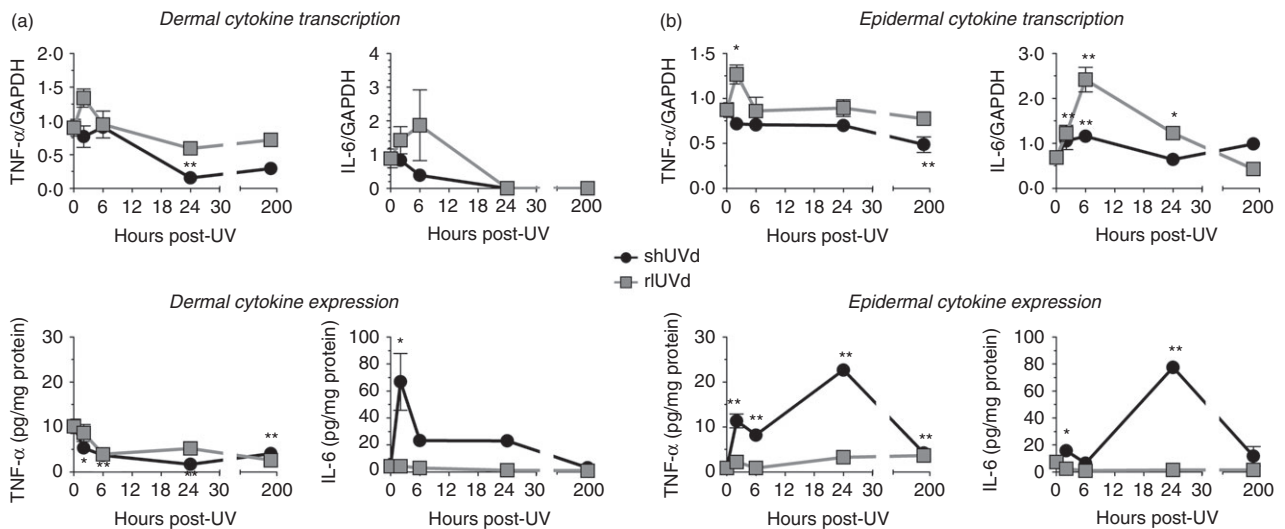 (a) Dermal cytokine transcription
TNF-α/GAPDH
2·0
1·5
1·0
0·5
0·0
**
0 6 12 18 24 30 200
Hours post-UV
IL-6/GAPDH
4
3
2
1
0
0 6 12 18 24 30 200
Hours post-UV
(b) Epidermal cytokine transcription
TNF-α/GAPDH
1·5
1·0
0·5
0·0
*
**
0 6 12 18 24 30 200
Hours post-UV
IL-6/GAPDH
3·0
2·0
1·0
0·0
**
**
**
*
0 6 12 18 24 30 200
Hours post-UV
shUVd
rlUVd
Dermal cytokine expression
TNF-α (pg/mg protein)
30
20
10
0
*
**
**
**
0 6 12 18 24 30 200
Hours post-UV
IL-6 (pg/mg protein)
100
80
60
40
20
0
*
0 6 12 18 24 30 200
Hours post-UV
Epidermal cytokine expression
TNF-α (pg/mg protein)
30
20
10
0
**
**
**
**
0 6 12 18 24 30 200
Hours post-UV
IL-6 (pg/mg protein)
100
80
60
40
20
0
*
**
0 6 12 18 24 30 200
Hours post-UV